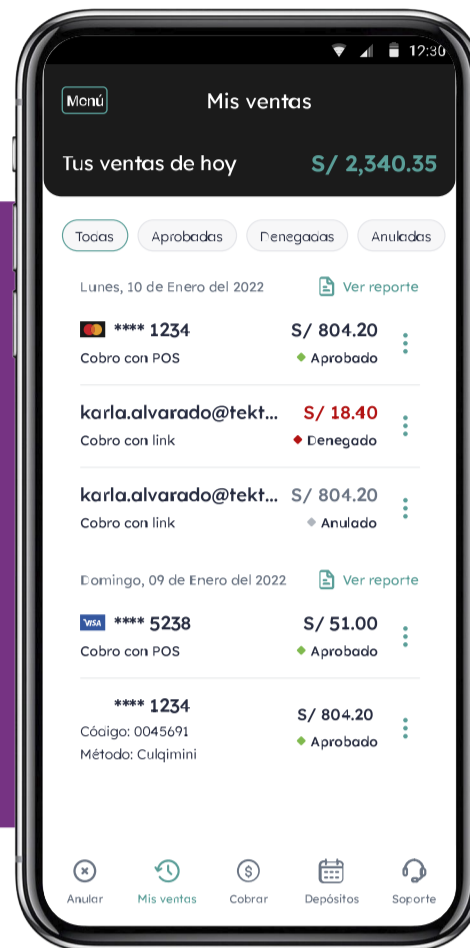 12:30
Menú
Mis ventas
Tus ventas de hoy S/ 2,340.35
Todas Aprobadas Denegadas Anuladas
Lunes, 10 de Enero del 2022 Ver reporte
**** 1234 S/ 804.20
Cobro con POS Aprobado
karla.alvarado@tekt... S/ 18.40
Cobro con link Denegado
karla.alvarado@tekt... S/ 804.20
Cobro con link Anulado
Domingo, 09 de Enero del 2022 Ver reporte
VISA **** 5238 S/ 51.00
Cobro con POS Aprobado
**** 1234 S/ 804.20
Código: 0045691 Aprobado
Método: Culqimini
Anular Mis ventas Cobrar Depósitos Soporte